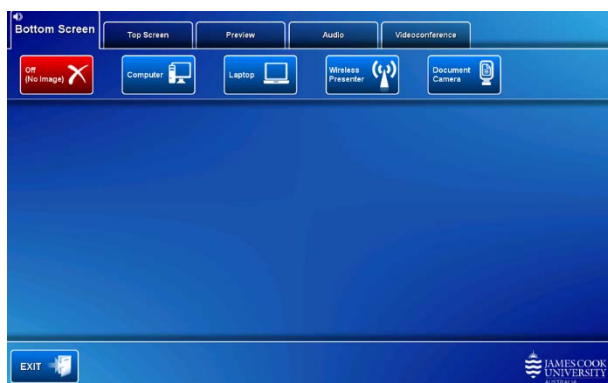 Bottom Screen
Top Screen
Preview
Audio
Videoconference
Off
(No Image)
Computer
Laptop
Wireless
Presenter
Document
Camera
EXIT
JAMES COOK
UNIVERSITY
AUSTRALIA